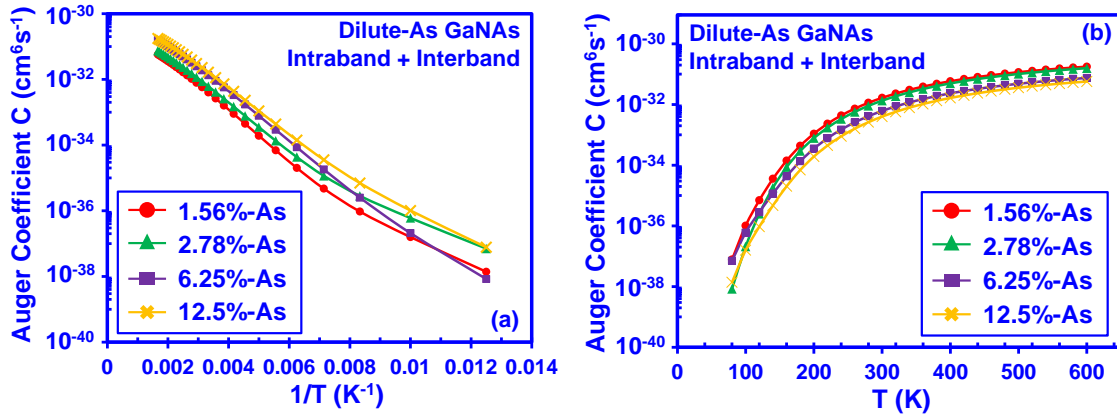 Dilute-As GaNAs
Intraband + Interband
Auger Coefficient C (cm⁶s⁻¹)
10⁻³⁰
10⁻³²
10⁻³⁴
10⁻³⁶
10⁻³⁸
10⁻⁴⁰
1.56%-As
2.78%-As
6.25%-As
12.5%-As
(a)
0 0.002 0.004 0.006 0.008 0.01 0.012 0.014
1/T (K⁻¹)
Dilute-As GaNAs
(b)
Intraband + Interband
Auger Coefficient C (cm⁶s⁻¹)
10⁻³⁰
10⁻³²
10⁻³⁴
10⁻³⁶
10⁻³⁸
10⁻⁴⁰
1.56%-As
2.78%-As
6.25%-As
12.5%-As
0 100 200 300 400 500 600
T (K)